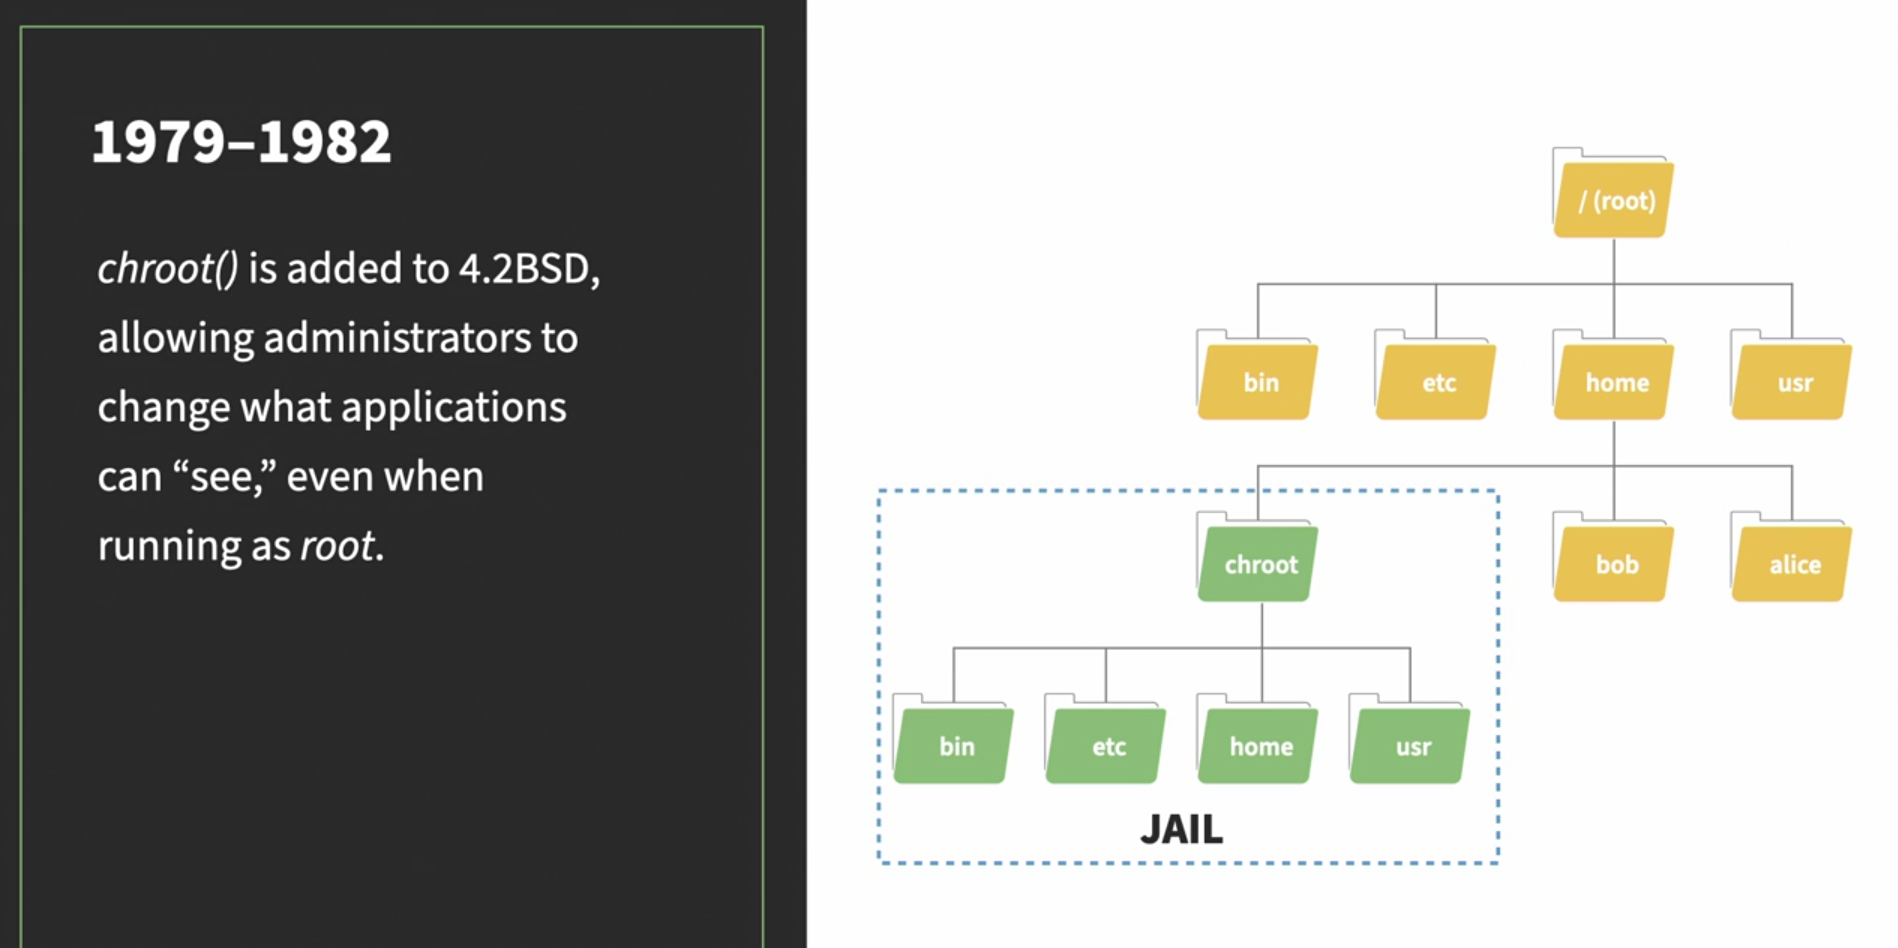 1979–1982
chroot() is added to 4.2BSD,
allowing administrators to
change what applications
can “see,” even when
running as root.
/ (root)
bin
etc
home
usr
chroot
bob
alice
bin
etc
home
usr
JAIL